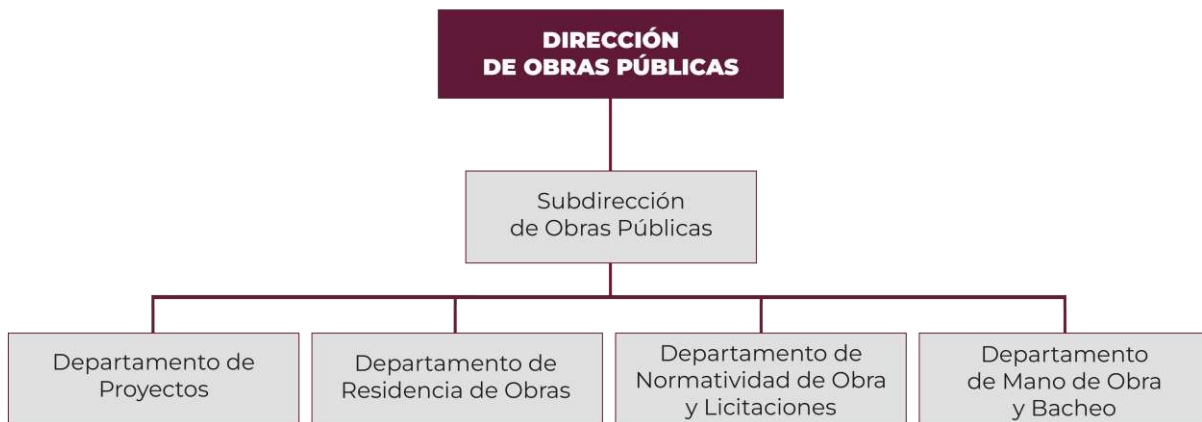 DIRECCIÓN
DE OBRAS PÚBLICAS
Subdirección
de Obras Públicas
Departamento de
Proyectos
Departamento de
Residencia de Obras
Departamento de
Normatividad de Obra
y Licitaciones
Departamento
de Mano de Obra
y Bacheo